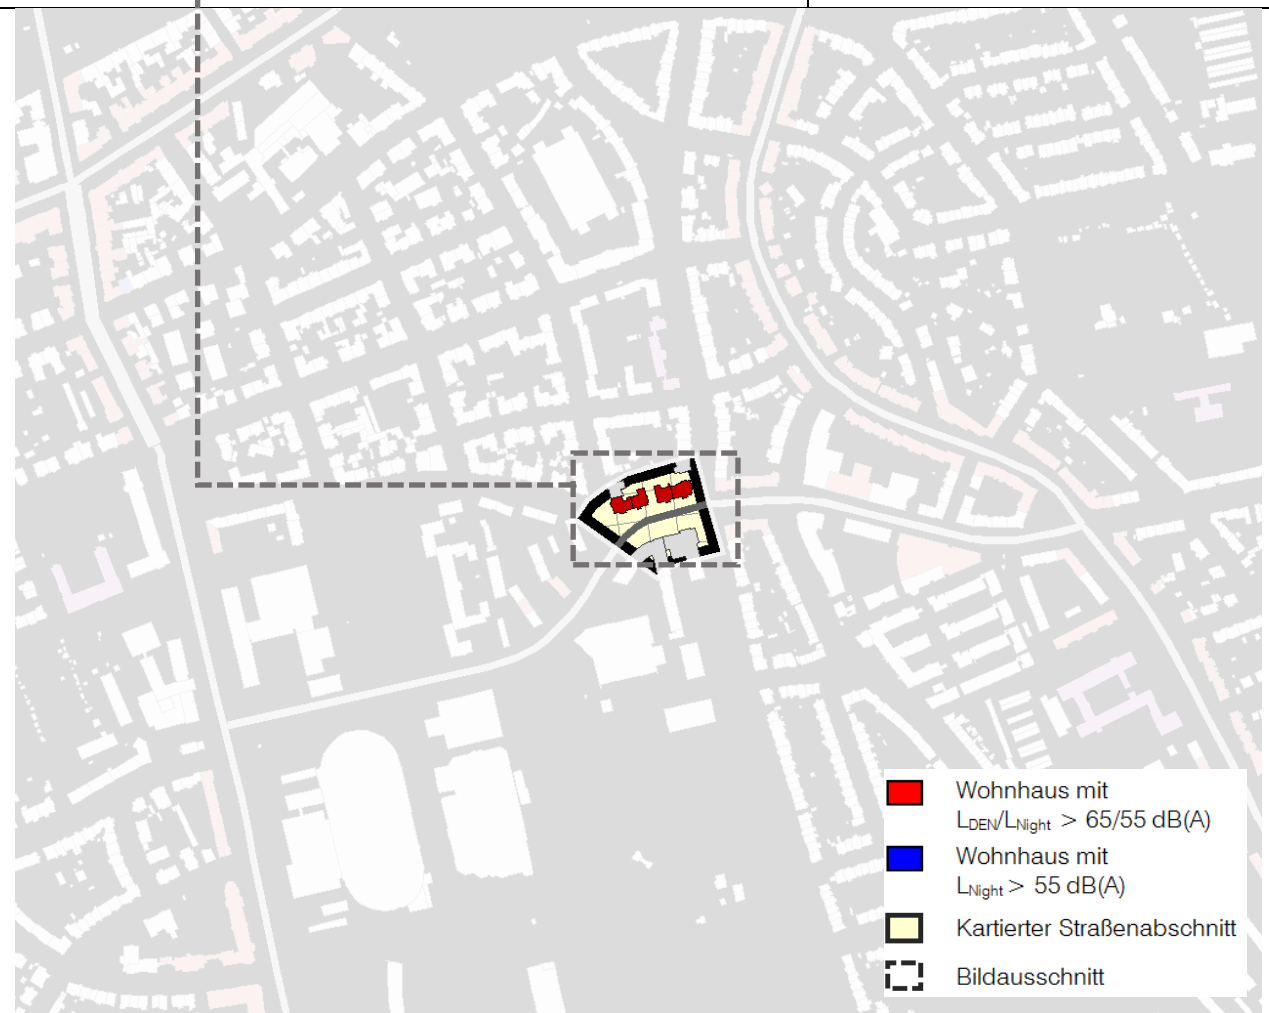 Wohnhaus mit
LDEN/LNight > 65/55 dB(A)
Wohnhaus mit
LNight > 55 dB(A)
Kartierter Straßenabschnitt
Bildausschnitt